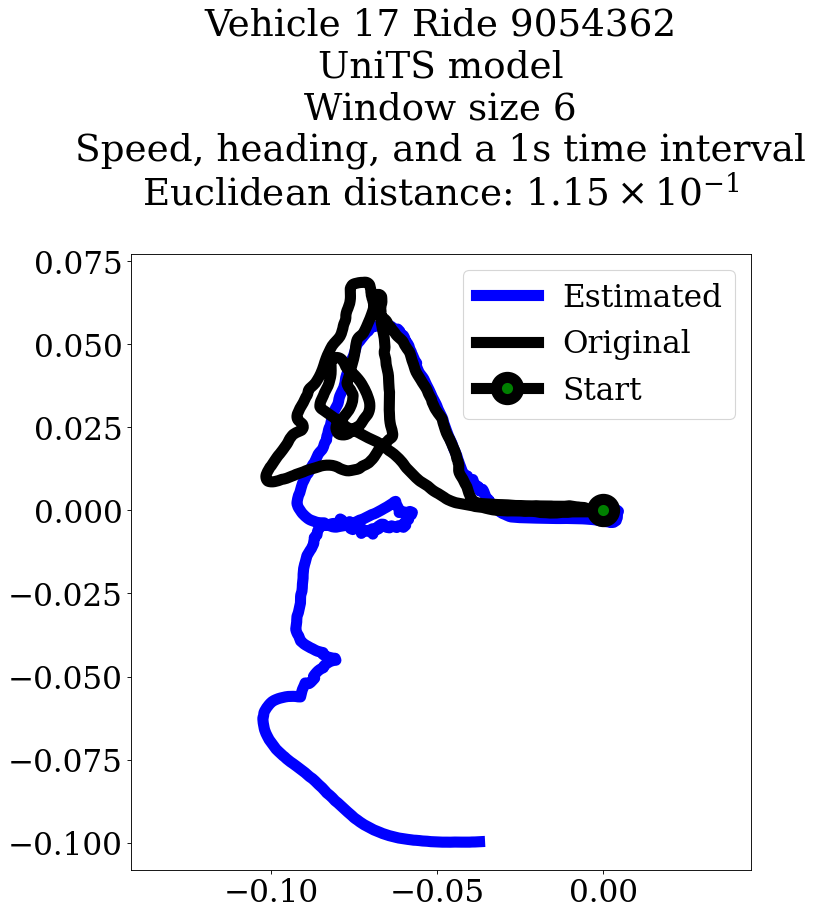 Vehicle 17 Ride 9054362
UniTS model
Window size 6
Speed, heading, and a 1s time interval
Euclidean distance: 1.15 × 10⁻¹
Estimated
Original
Start
0.075
0.050
0.025
0.000
−0.025
−0.050
−0.075
−0.100
−0.10
−0.05
0.00